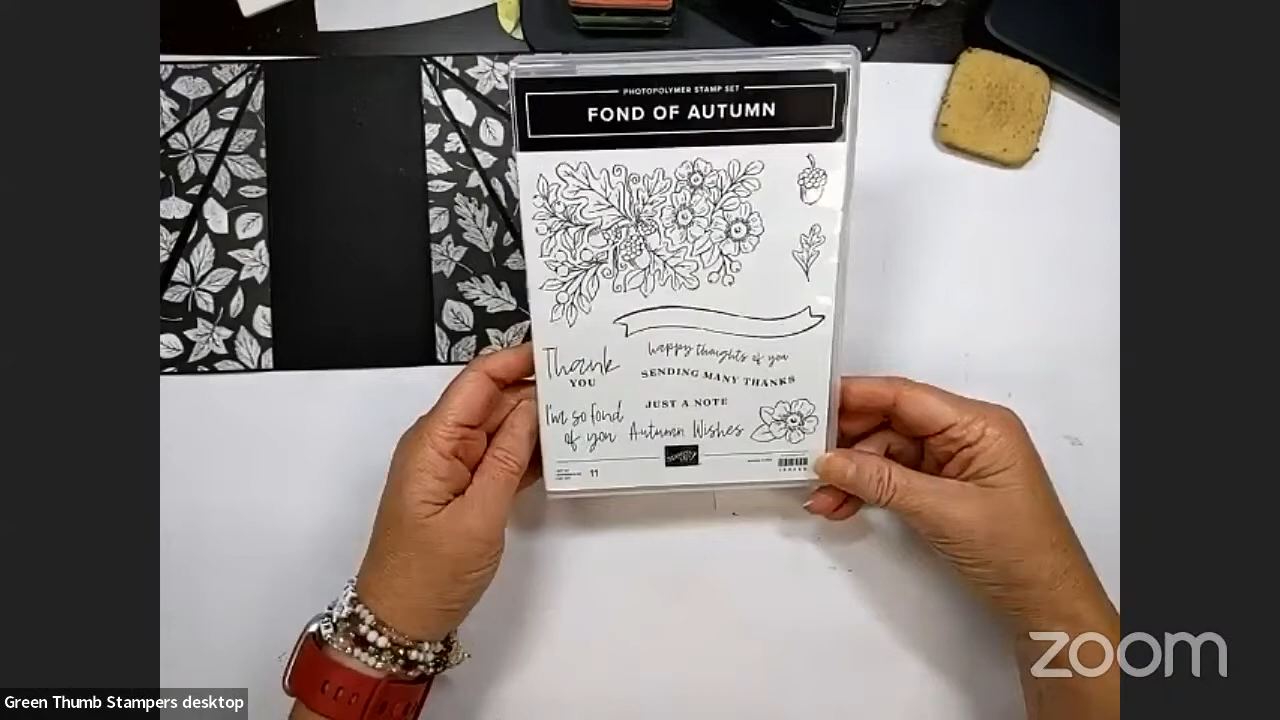 PHOTOPOLYMER STAMP SET
FOND OF AUTUMN
Thank
YOU
happy thoughts of you
SENDING MANY THANKS
JUST A NOTE
I'm so fond
of you
Autumn Wishes
11
zoom
Green Thumb Stampers desktop